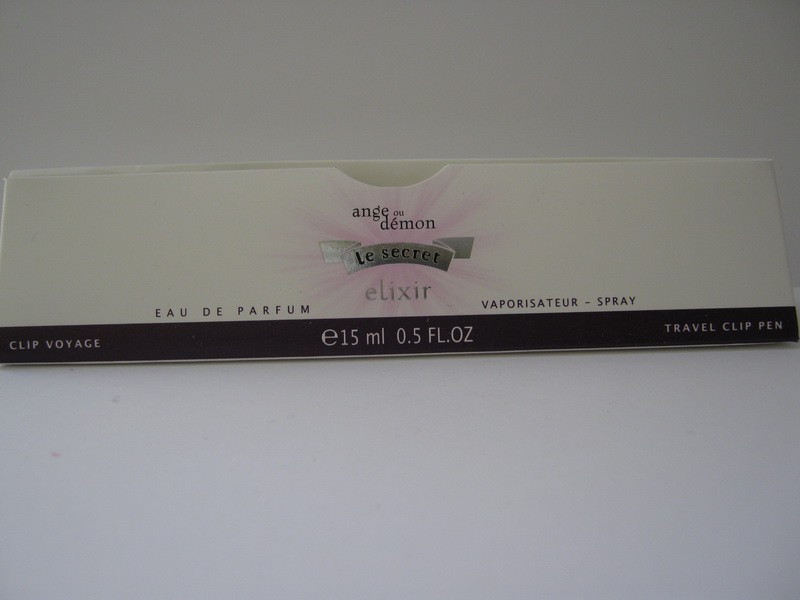 ange ou
démon
le secret
elixir
EAU DE PARFUM
VAPORISATEUR - SPRAY
CLIP VOYAGE
℮15 ml 0.5 FL.OZ
TRAVEL CLIP PEN